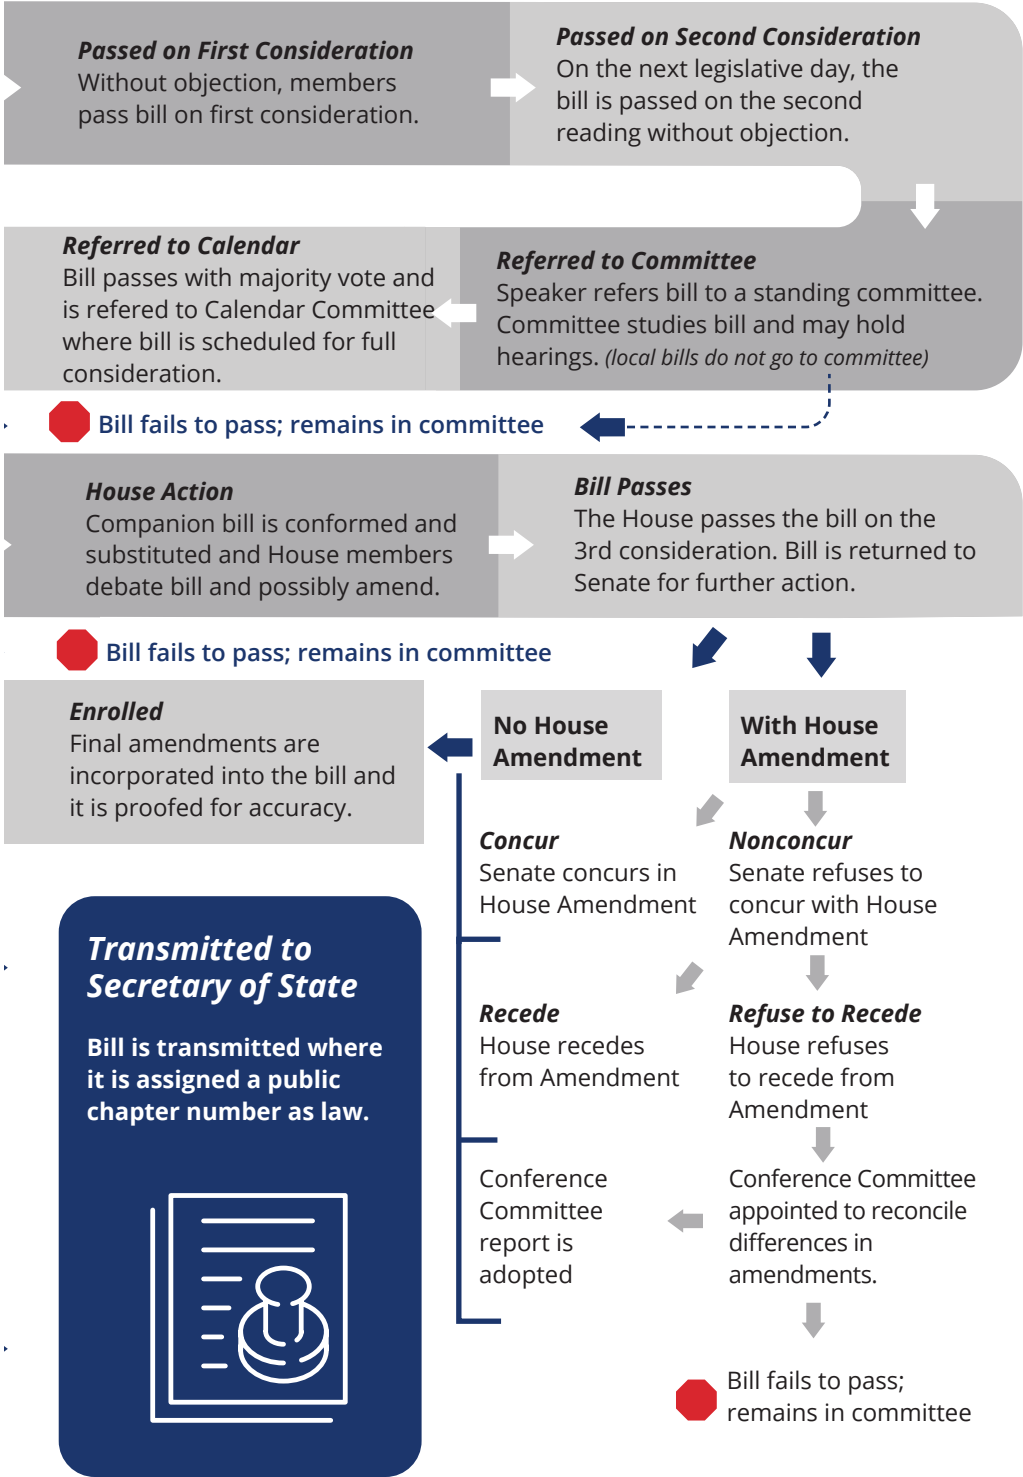 Passed on First Consideration
Without objection, members
pass bill on first consideration.
Passed on Second Consideration
On the next legislative day, the
bill is passed on the second
reading without objection.
Referred to Committee
Speaker refers bill to a standing committee.
Committee studies bill and may hold
hearings. (local bills do not go to committee)
Referred to Calendar
Bill passes with majority vote and
is refered to Calendar Committee
where bill is scheduled for full
consideration.
Bill fails to pass; remains in committee
House Action
Companion bill is conformed and
substituted and House members
debate bill and possibly amend.
Bill Passes
The House passes the bill on the
3rd consideration. Bill is returned to
Senate for further action.
Bill fails to pass; remains in committee
No House
Amendment
With House
Amendment
Enrolled
Final amendments are
incorporated into the bill and
it is proofed for accuracy.
Concur
Senate concurs in
House Amendment
Nonconcur
Senate refuses to
concur with House
Amendment
Recede
House recedes
from Amendment
Refuse to Recede
House refuses
to recede from
Amendment
Conference
Committee
report is
adopted
Conference Committee
appointed to reconcile
differences in
amendments.
Bill fails to pass;
remains in committee
Transmitted to
Secretary of State
Bill is transmitted where
it is assigned a public
chapter number as law.